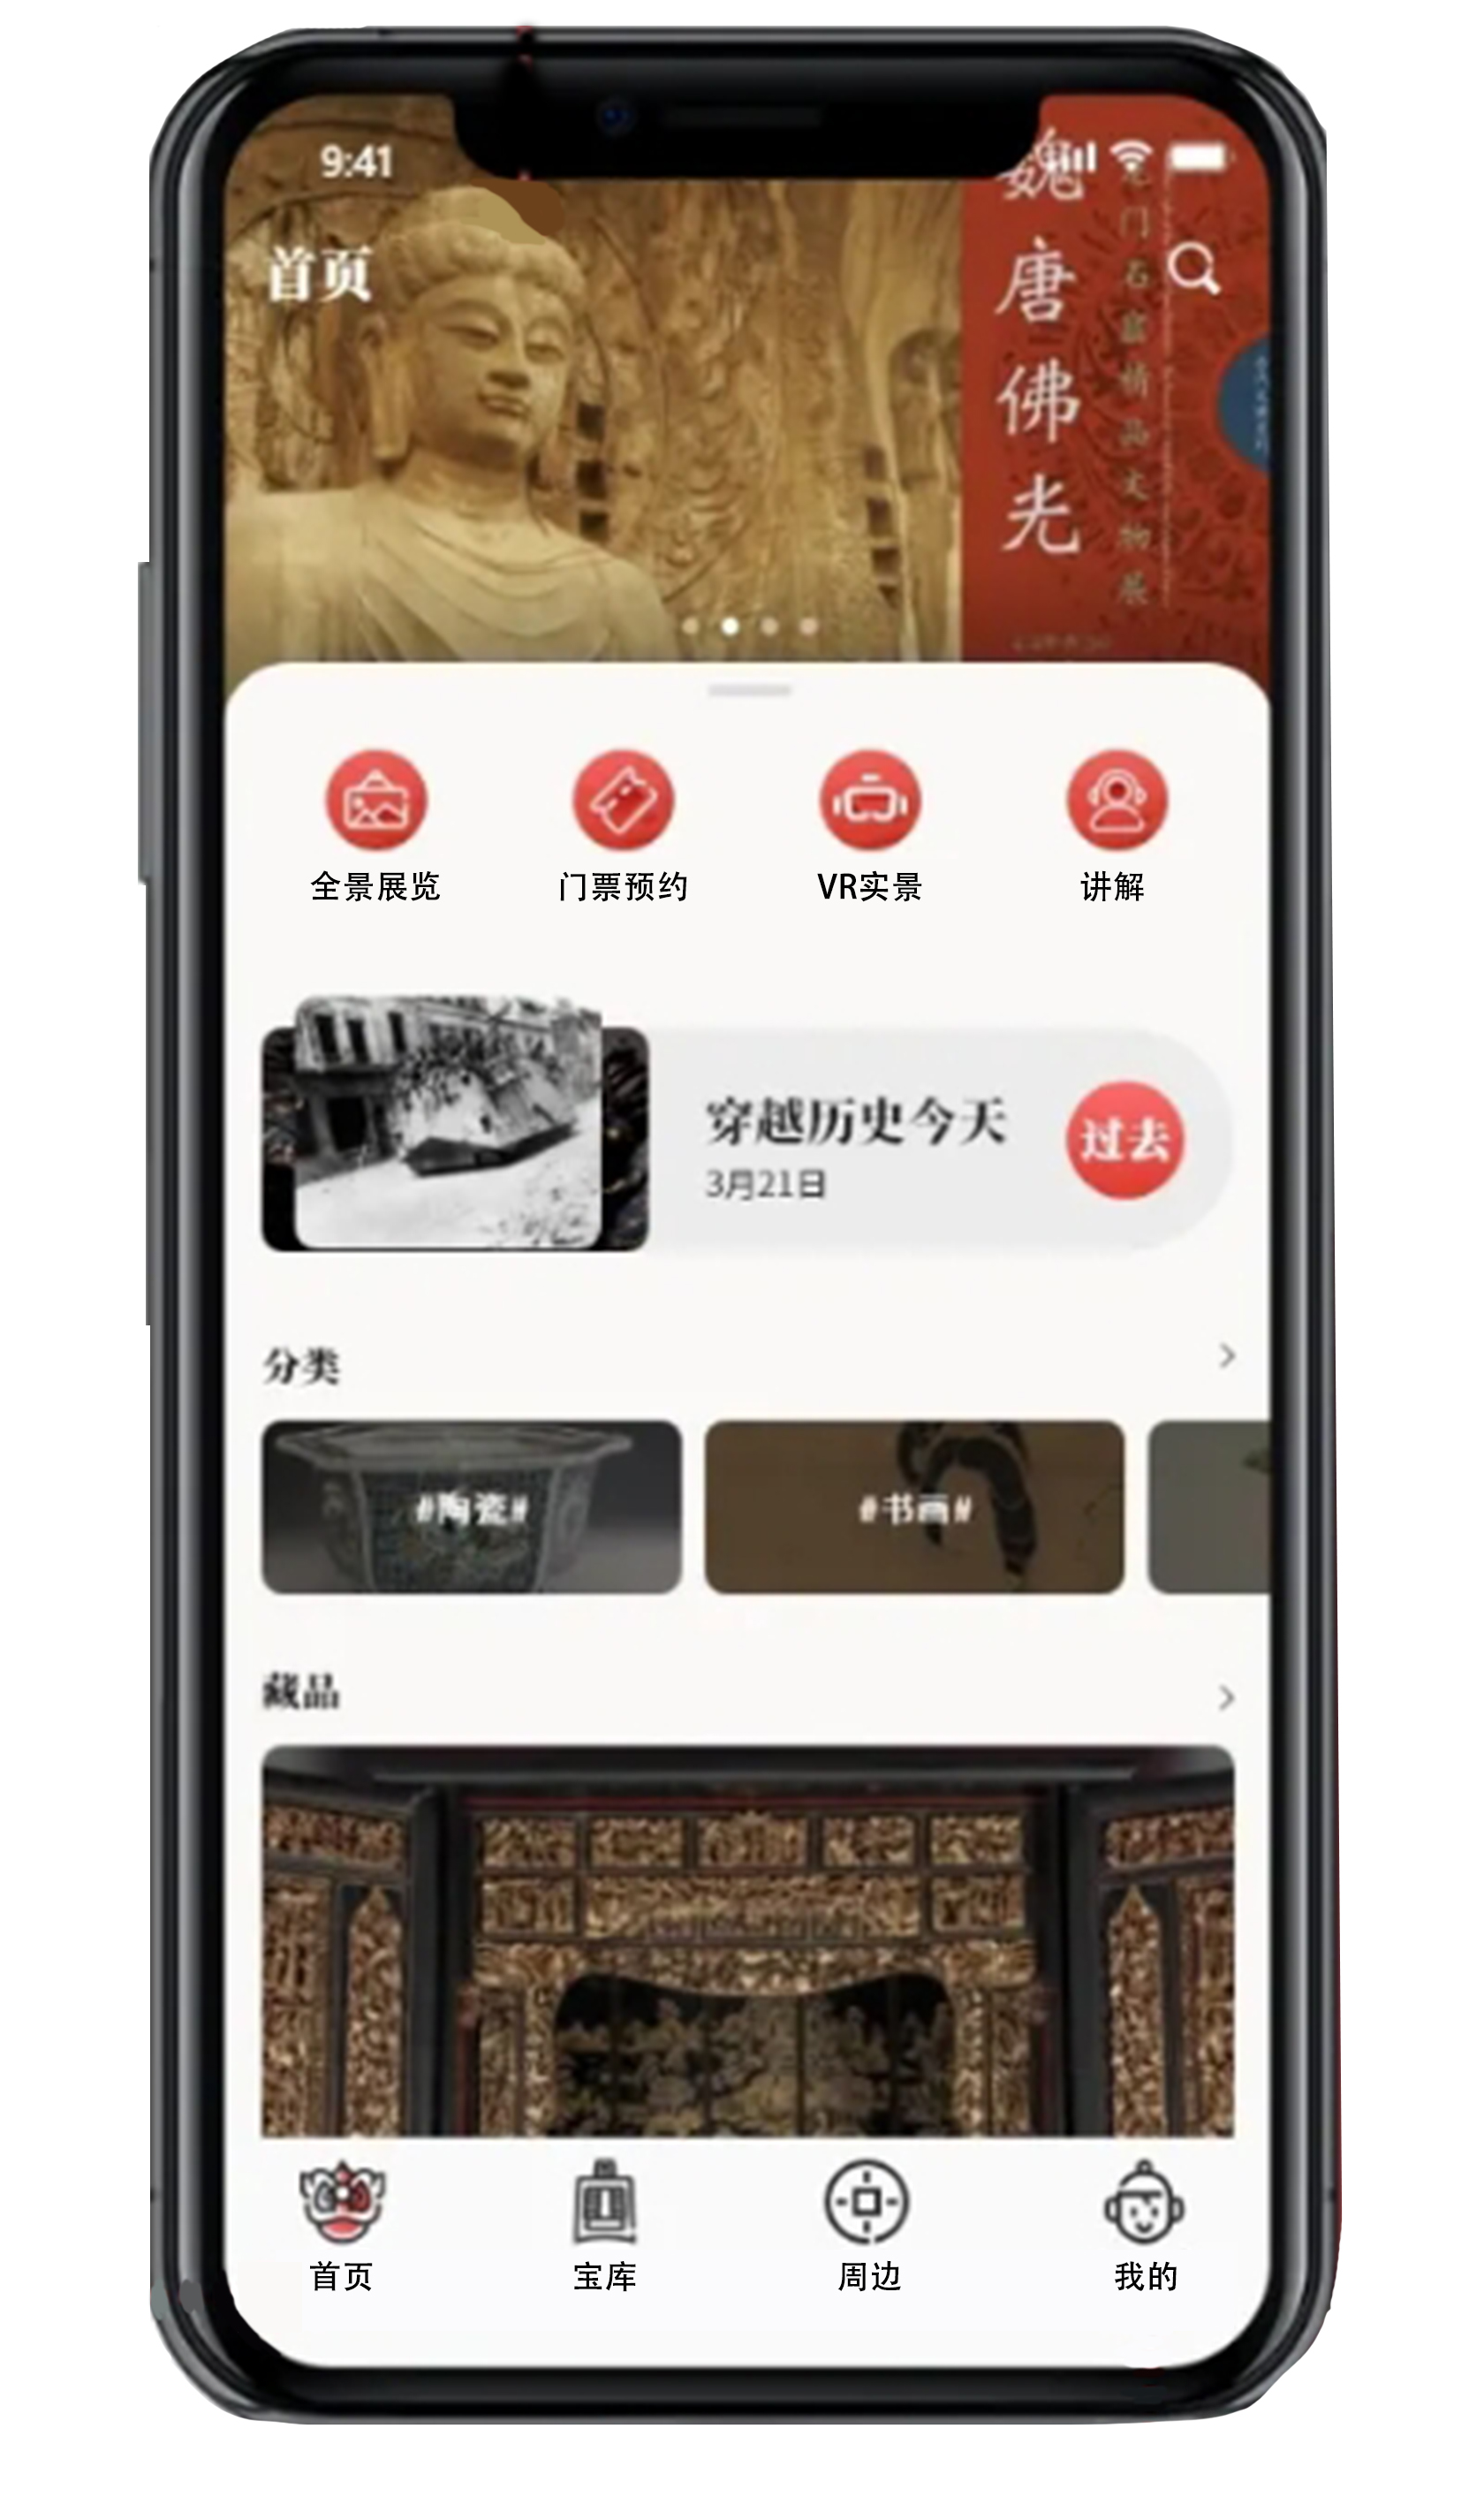 9:41
首页
魏唐佛光
龙门石窟精品文物展
全景展览
门票预约
VR实景
讲解
穿越历史今天
3月21日
过去
分类
#陶瓷#
#书画#
藏品
首页
宝库
周边
我的